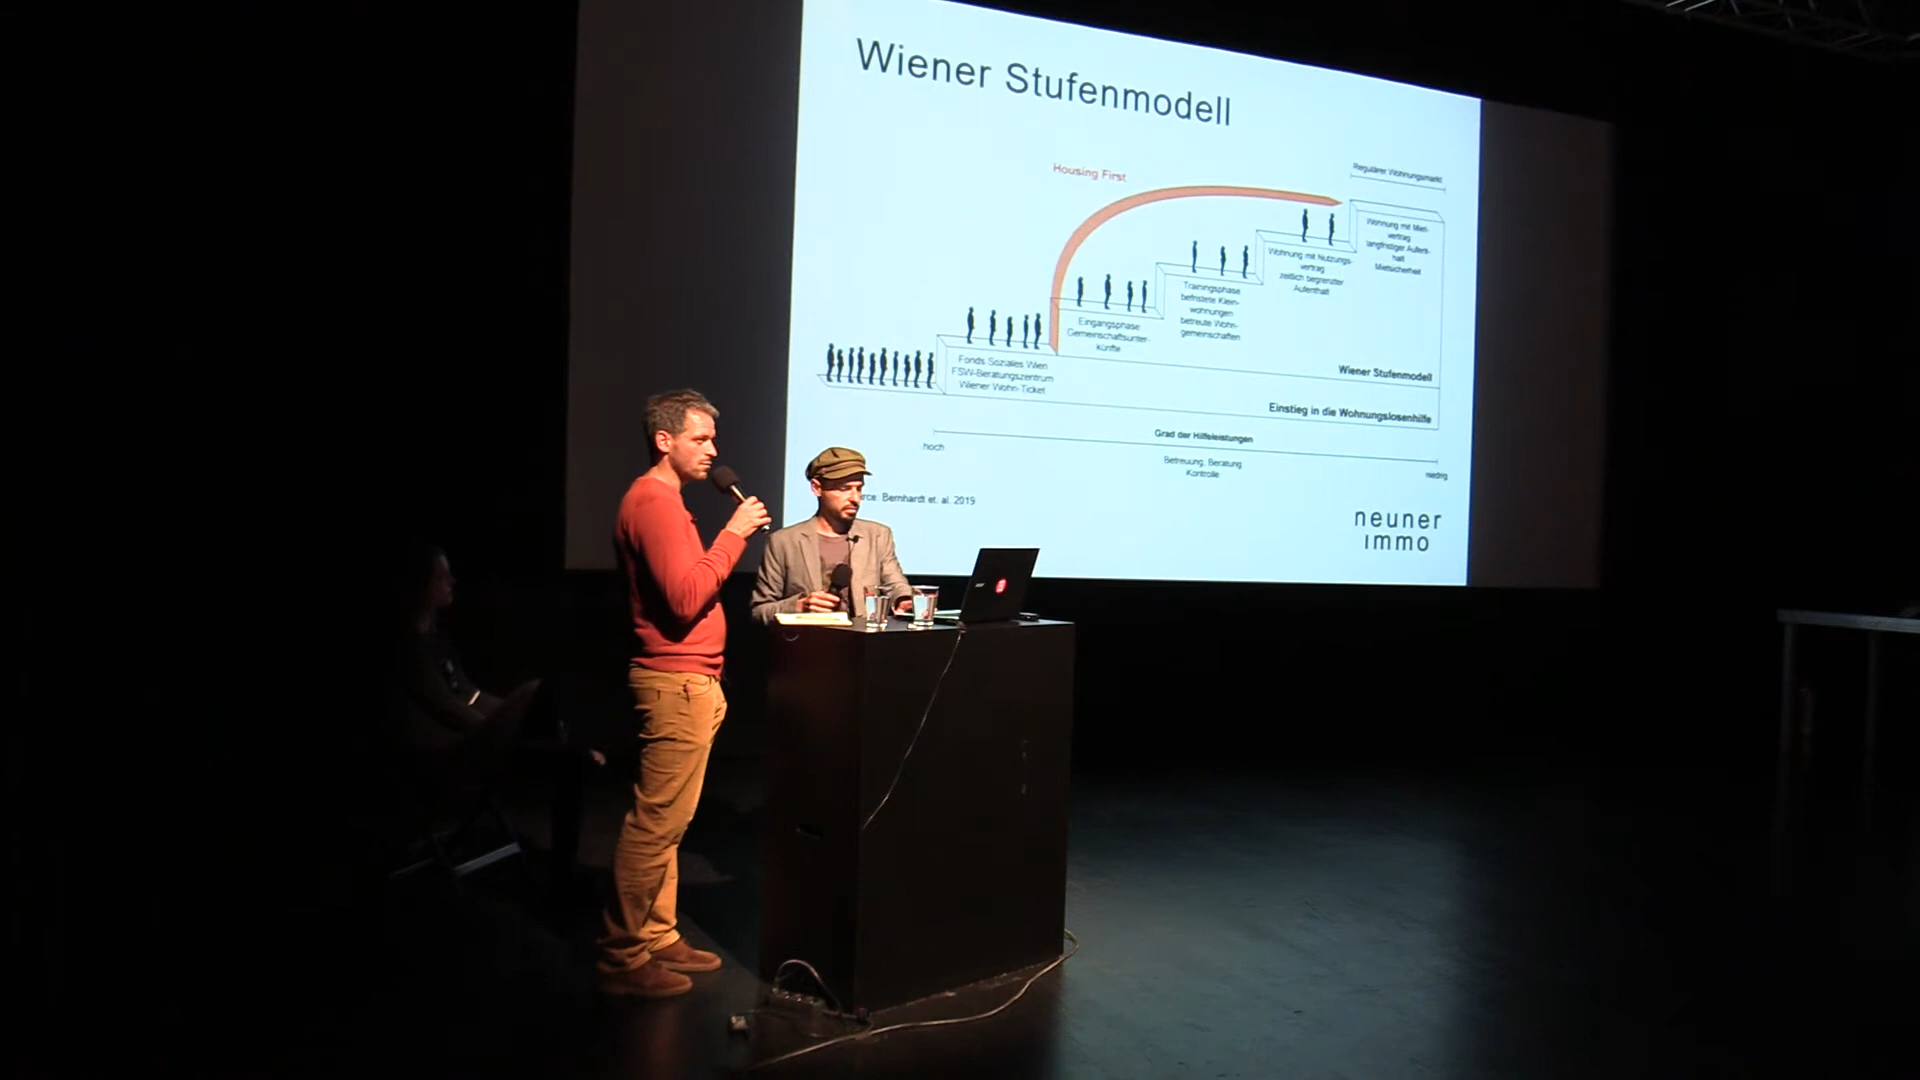 Wiener Stufenmodell
Housing First
Regulärer Wohnungsmarkt
Wohnung mit Miet-
vertrag
langfristiger Aufent-
halt
Mietsicherheit
Wohnung mit Nutzungs-
vertrag
zeitlich begrenzter
Aufenthalt
Trainingsphase
befristete Klein-
wohnungen
betreute Wohn-
gemeinschaften
Eingangsphase
Gemeinschaftsunter-
künfte
Fonds Soziales Wien
FSW-Beratungszentrum
Wiener Wohn-Ticket
Wiener Stufenmodell
Einstieg in die Wohnungslosenhilfe
Grad der Hilfsleistungen
hoch
Betreuung, Beratung
Kontrolle
niedrig
Bernhardt et. al. 2019
neuner
immo